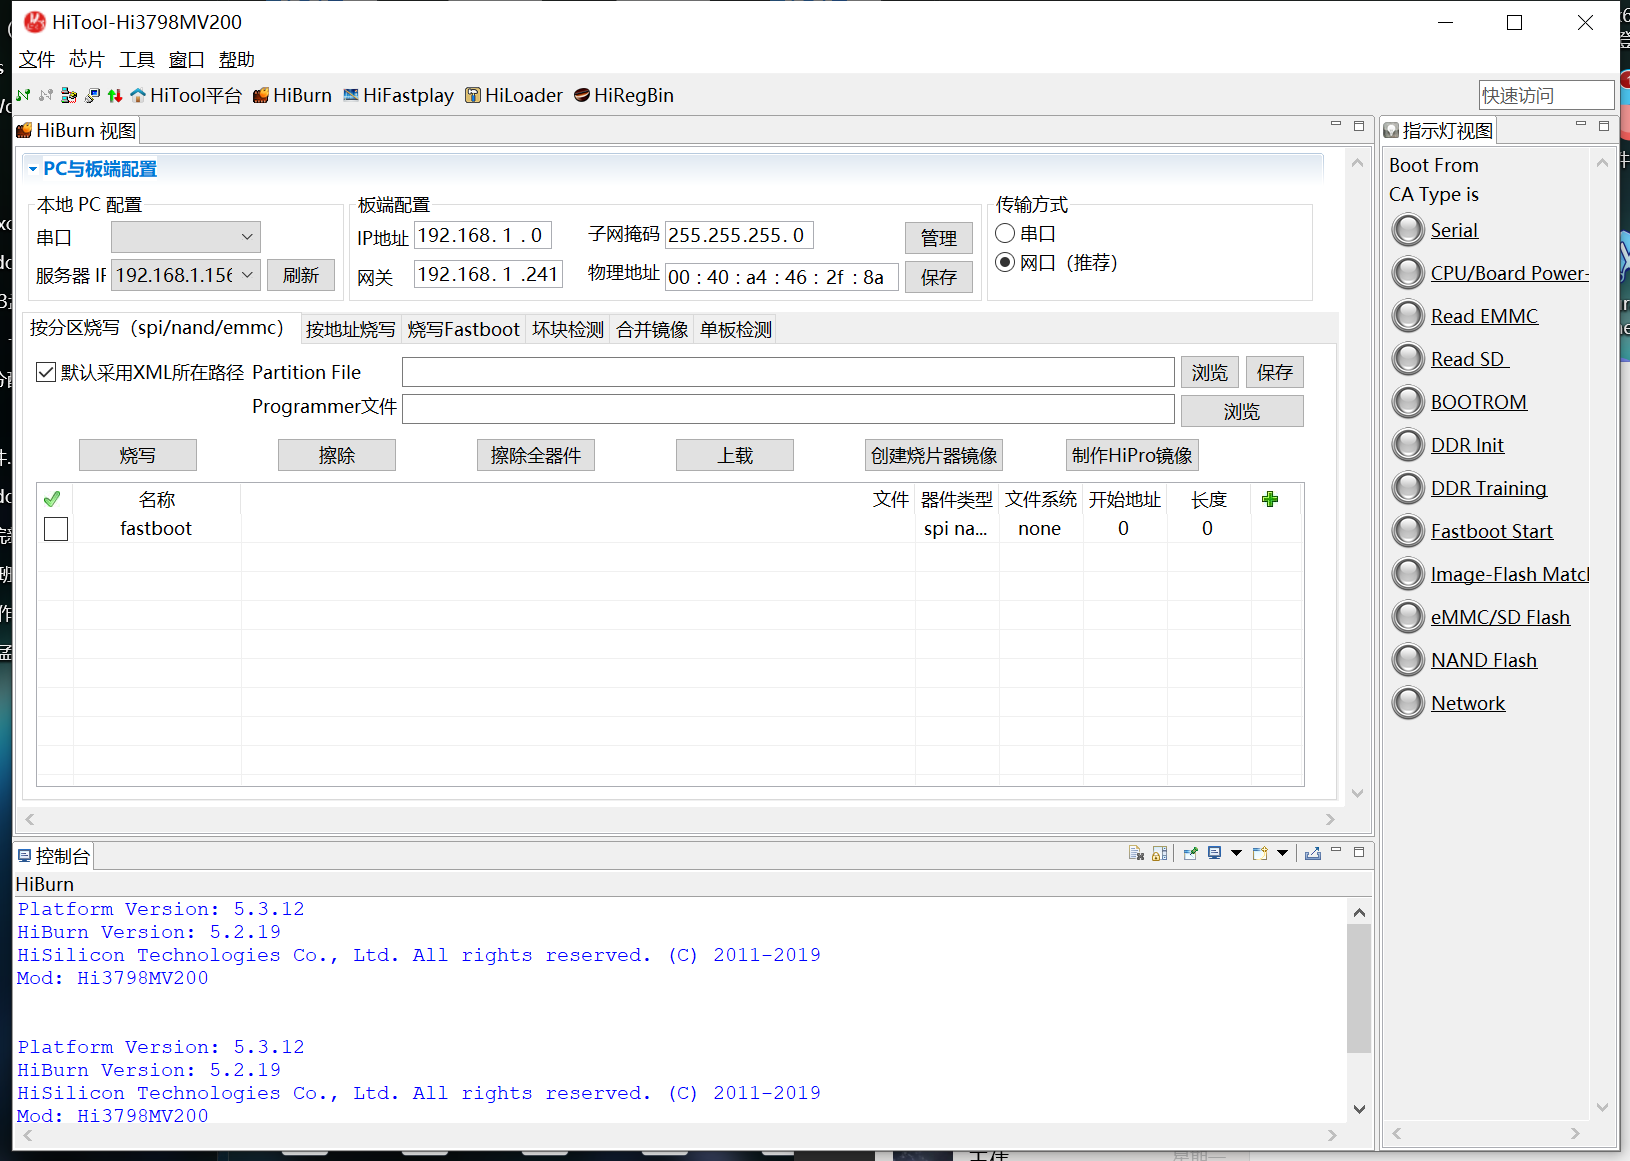 HiTool-Hi3798MV200
文件 芯片 工具 窗口 帮助
HiTool平台 HiBurn HiFastplay HiLoader HiRegBin 快速访问
HiBurn 视图
PC与板端配置
本地 PC 配置
串口
服务器 IP 192.168.1.156 刷新
板端配置
IP地址 192.168. 1 . 0 子网掩码 255.255.255. 0 管理
网关 192.168. 1 .241 物理地址 00 : 40 : a4 : 46 : 2f : 8a 保存
传输方式
串口
网口（推荐）
按分区烧写（spi/nand/emmc） 按地址烧写 烧写Fastboot 坏块检测 合并镜像 单板检测
默认采用XML所在路径 Partition File 浏览 保存
Programmer文件 浏览
烧写 擦除 擦除全器件 上载 创建烧片器镜像 制作HiPro镜像
名称 文件 器件类型 文件系统 开始地址 长度
fastboot spi na... none 0 0
控制台
HiBurn
Platform Version: 5.3.12
HiBurn Version: 5.2.19
HiSilicon Technologies Co., Ltd. All rights reserved. (C) 2011-2019
Mod: Hi3798MV200
Platform Version: 5.3.12
HiBurn Version: 5.2.19
HiSilicon Technologies Co., Ltd. All rights reserved. (C) 2011-2019
Mod: Hi3798MV200
指示灯视图
Boot From
CA Type is
Serial
CPU/Board Power-
Read EMMC
Read SD
BOOTROM
DDR Init
DDR Training
Fastboot Start
Image-Flash Match
eMMC/SD Flash
NAND Flash
Network